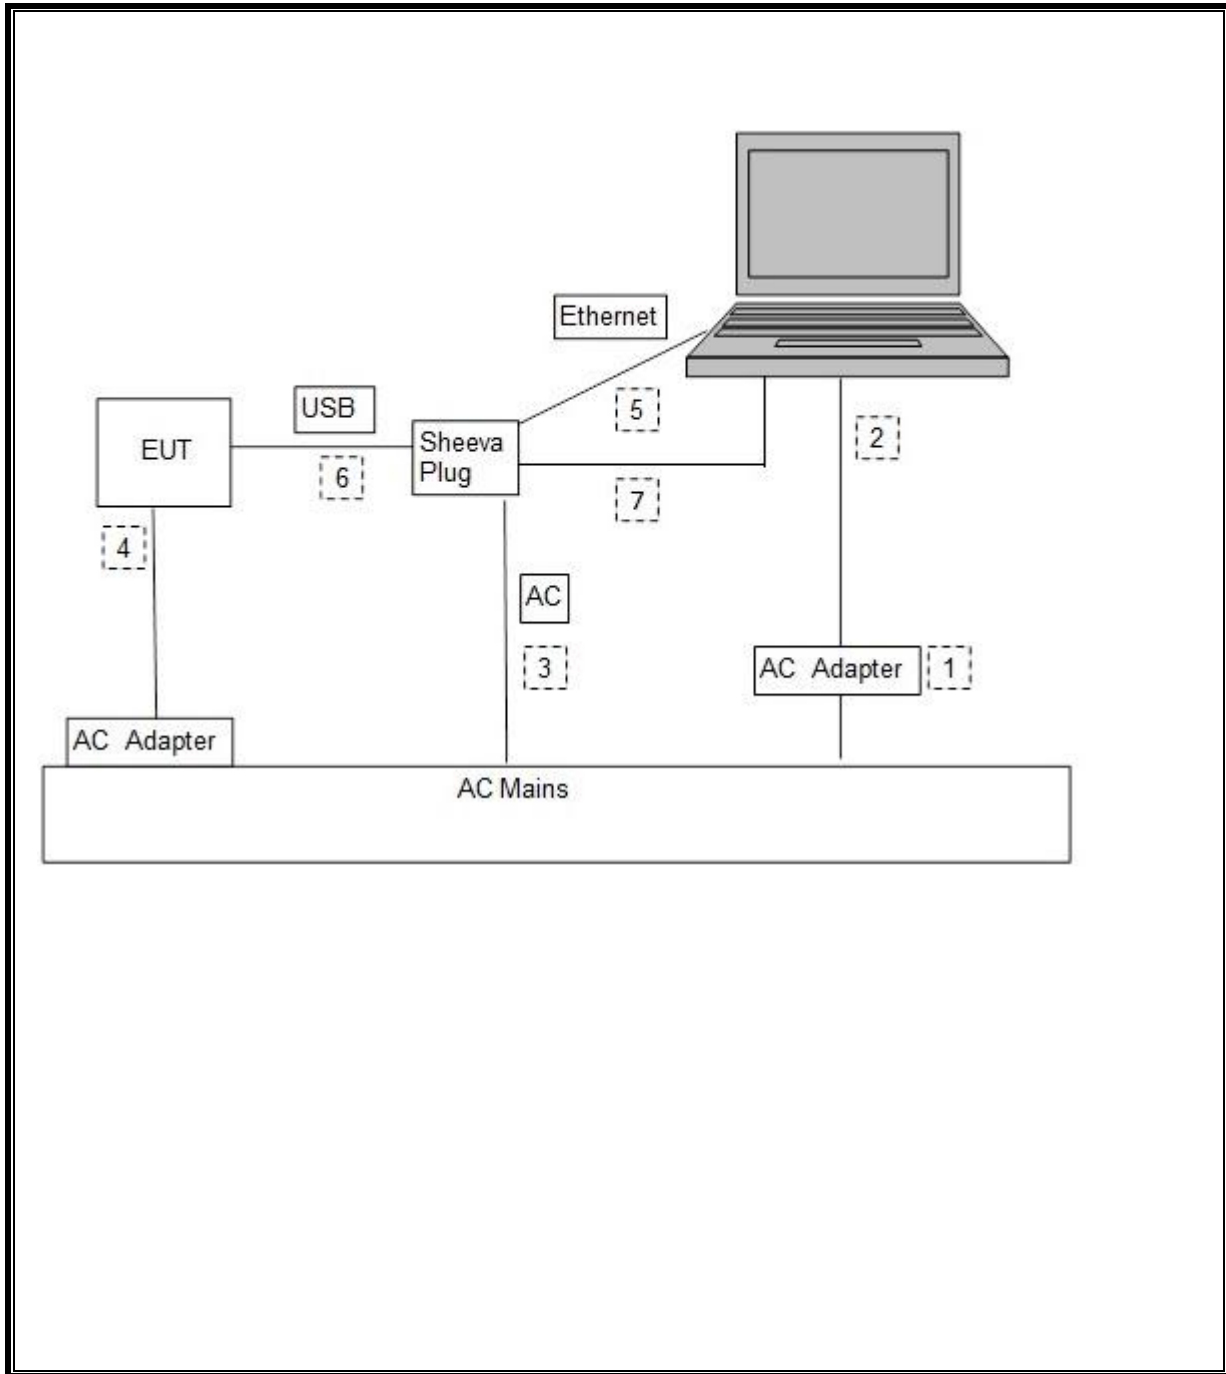 Ethernet
5
2
USB
6
EUT
Sheeva
Plug
7
4
AC
3
AC Adapter
1
AC Adapter
AC Mains